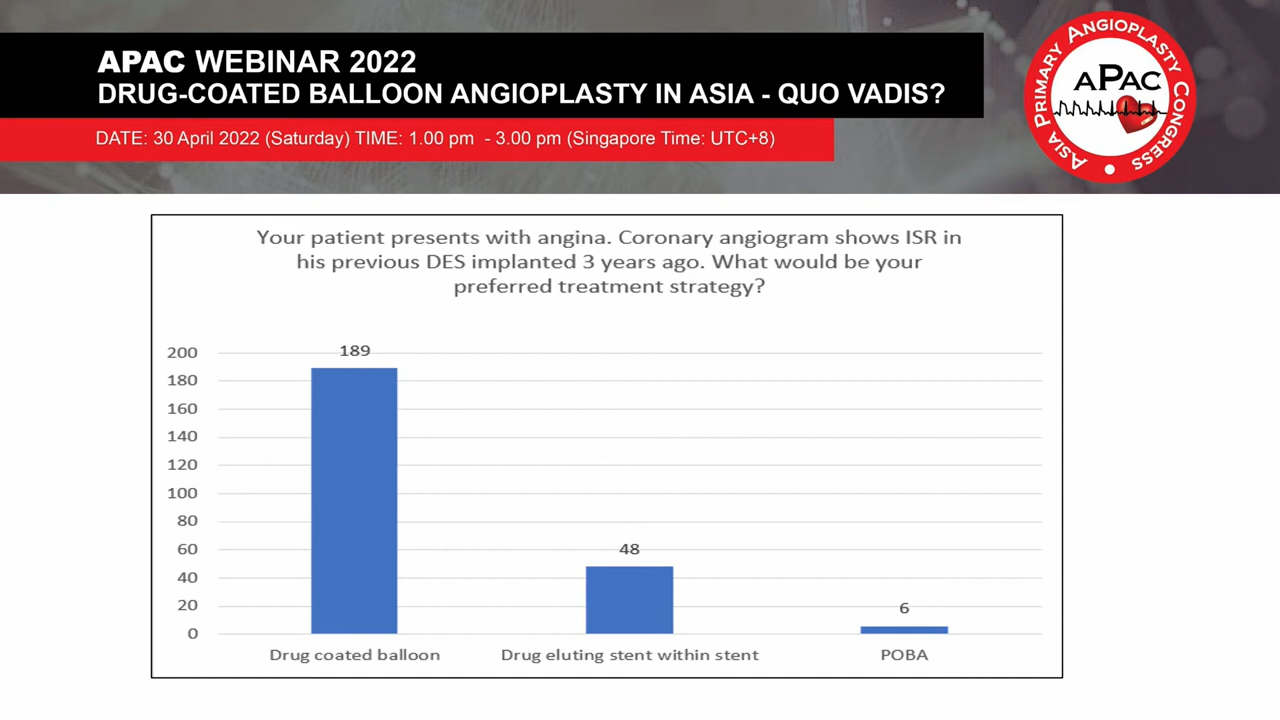 APAC WEBINAR 2022
DRUG-COATED BALLOON ANGIOPLASTY IN ASIA - QUO VADIS?
DATE: 30 April 2022 (Saturday) TIME: 1.00 pm - 3.00 pm (Singapore Time: UTC+8)
ASIA PRIMARY ANGIOPLASTY CONGRESS
aPAC
Your patient presents with angina. Coronary angiogram shows ISR in
his previous DES implanted 3 years ago. What would be your
preferred treatment strategy?
200
180
160
140
120
100
80
60
40
20
0
189
48
6
Drug coated balloon
Drug eluting stent within stent
POBA